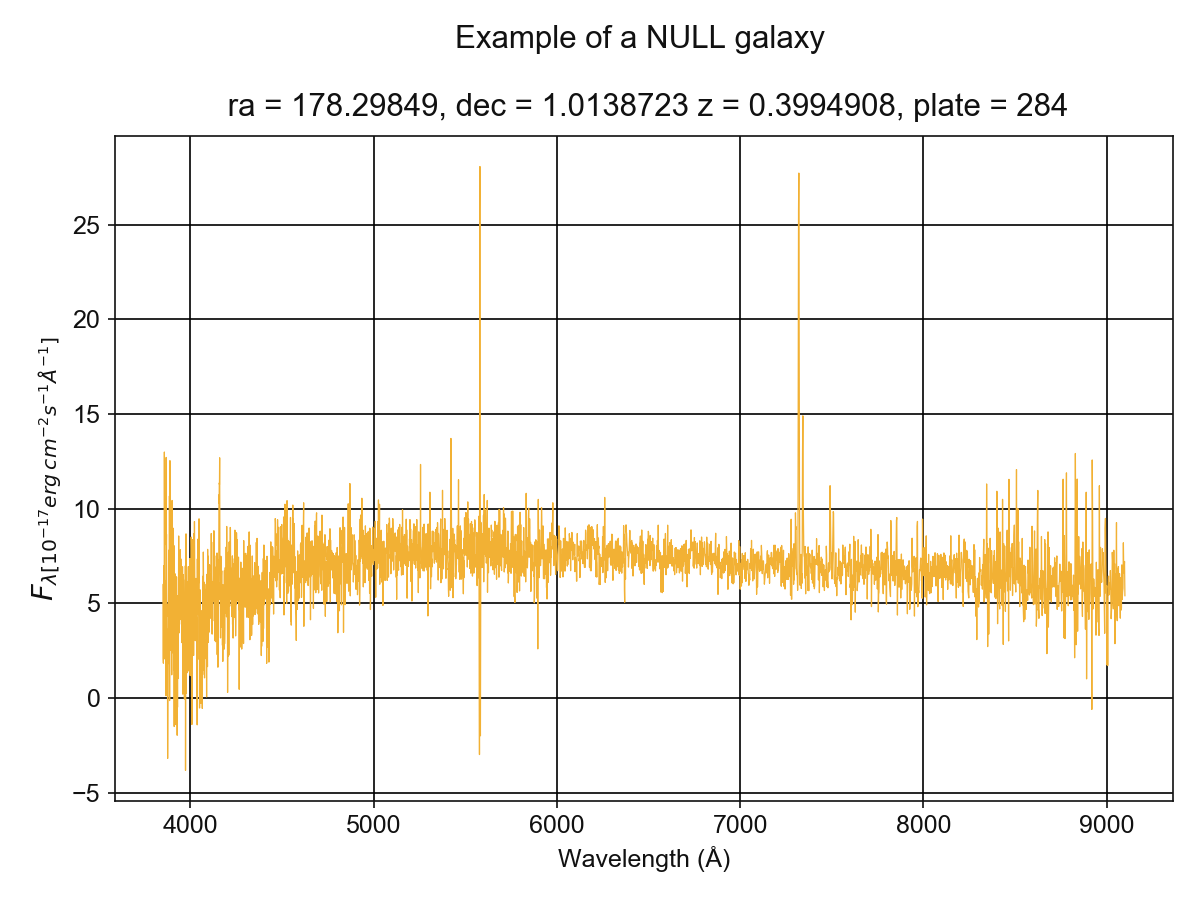 Example of a NULL galaxy
ra = 178.29849, dec = 1.0138723 z = 0.3994908, plate = 284
25
20
15
10
5
0
−5
F_{λ[10^{−17}erg cm^{−2}s^{−1}Å^{−1}]}
4000 5000 6000 7000 8000 9000
Wavelength (Å)